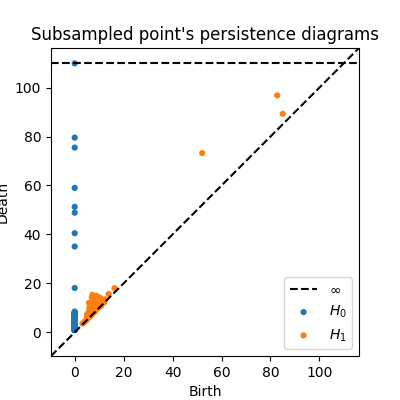 Subsampled point's persistence diagrams
Death
100
80
60
40
20
0
0 20 40 60 80 100
Birth
∞
H₀
H₁